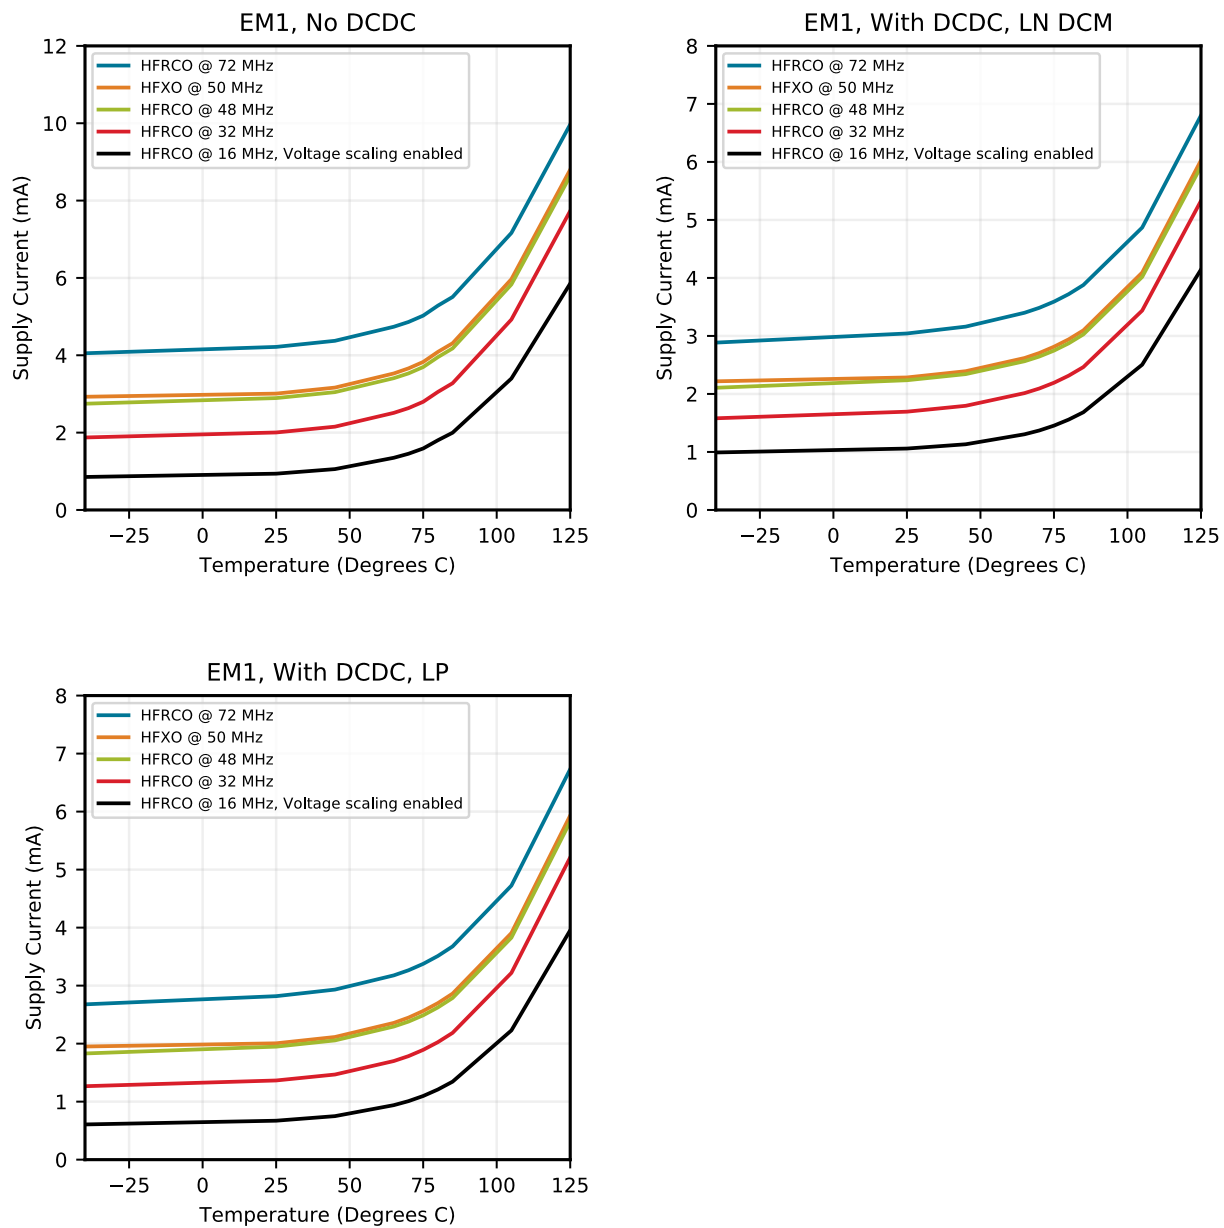 EM1, No DCDC
12
10
8
6
4
2
0
Supply Current (mA)
HFRCO @ 72 MHz
HFXO @ 50 MHz
HFRCO @ 48 MHz
HFRCO @ 32 MHz
HFRCO @ 16 MHz, Voltage scaling enabled
−25 0 25 50 75 100 125
Temperature (Degrees C)
EM1, With DCDC, LN DCM
8
7
6
5
4
3
2
1
0
Supply Current (mA)
HFRCO @ 72 MHz
HFXO @ 50 MHz
HFRCO @ 48 MHz
HFRCO @ 32 MHz
HFRCO @ 16 MHz, Voltage scaling enabled
−25 0 25 50 75 100 125
Temperature (Degrees C)
EM1, With DCDC, LP
8
7
6
5
4
3
2
1
0
Supply Current (mA)
HFRCO @ 72 MHz
HFXO @ 50 MHz
HFRCO @ 48 MHz
HFRCO @ 32 MHz
HFRCO @ 16 MHz, Voltage scaling enabled
−25 0 25 50 75 100 125
Temperature (Degrees C)